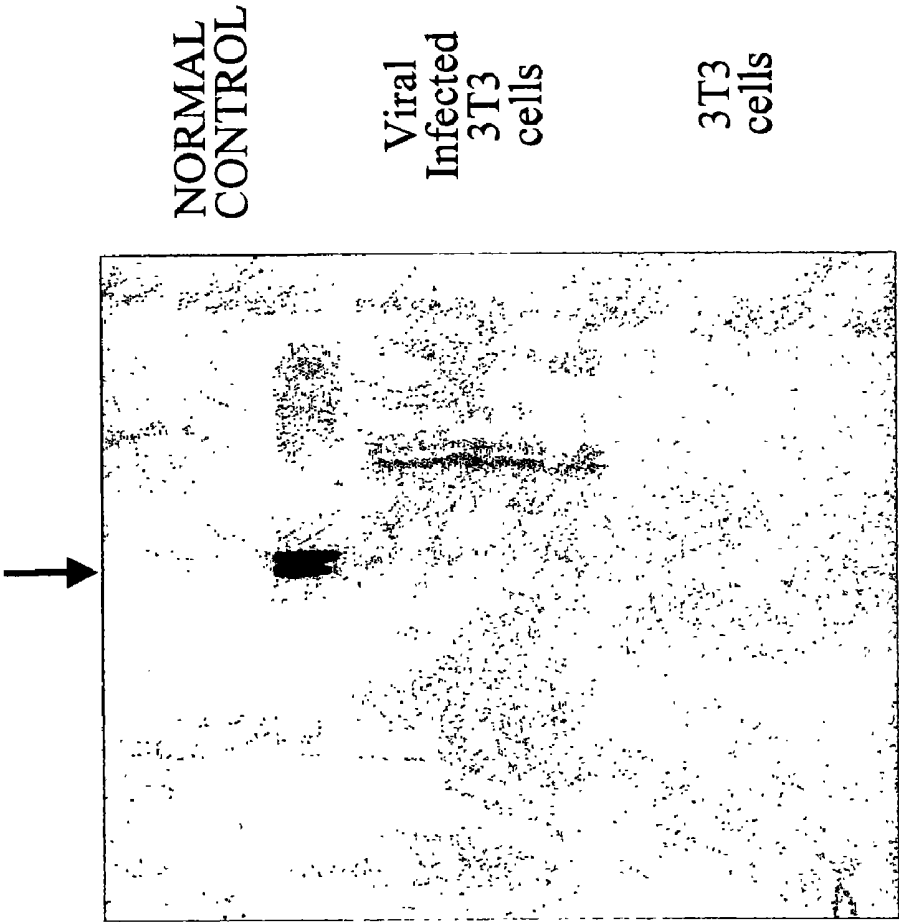 NORMAL
CONTROL
Viral
Infected
3T3
cells
3T3
cells